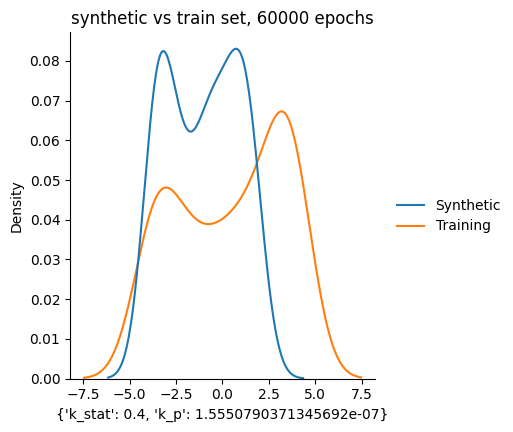 synthetic vs train set, 60000 epochs
0.08
0.07
0.06
0.05
0.04
0.03
0.02
0.01
0.00
Density
Synthetic
Training
−7.5 −5.0 −2.5 0.0 2.5 5.0 7.5
{'k_stat': 0.4, 'k_p': 1.5550790371345692e-07}